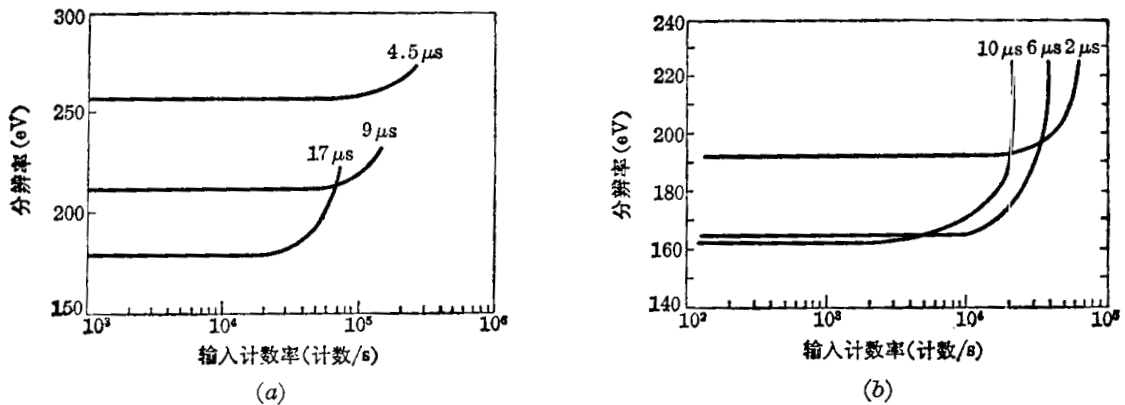 300
250
200
150
分辨率(eV)
4.5 μs
9 μs
17 μs
10³ 10⁴ 10⁵ 10⁶
输入计数率(计数/s)
(a)
240
220
200
180
160
140
分辨率(eV)
10 μs 6 μs 2 μs
10² 10³ 10⁴ 10⁵
输入计数率(计数/s)
(b)